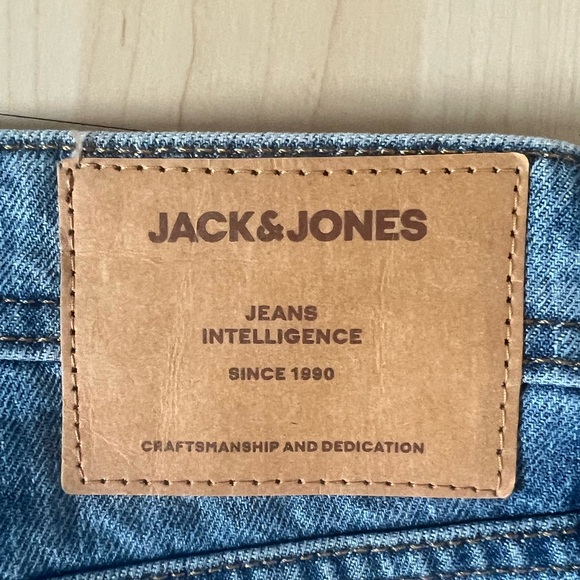 JACK&JONES
JEANS
INTELLIGENCE
SINCE 1990
CRAFTSMANSHIP AND DEDICATION